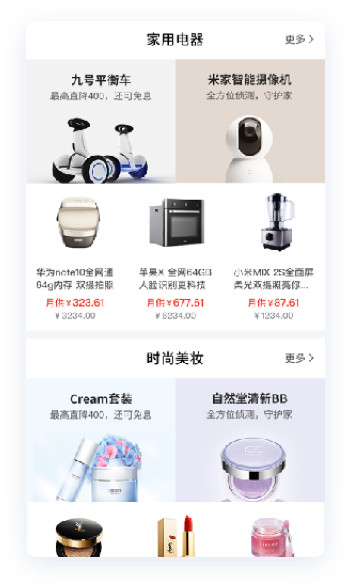 家用电器
更多 >
九号平衡车
最高直降400，还可免息
米家智能摄像机
全方位侦测，守护家
华为note10全网通
64g内存 双摄拍照
月供￥323.61
￥3234.00
苹果X 全网64GB
人脸识别更科技
月供￥677.61
￥6234.00
小米MIX 2S全面屏
柔光双摄照亮你...
月供￥87.61
￥1234.00
时尚美妆
更多 >
Cream套装
最高直降400，还可免息
自然堂清新BB
全方位侦测，守护家